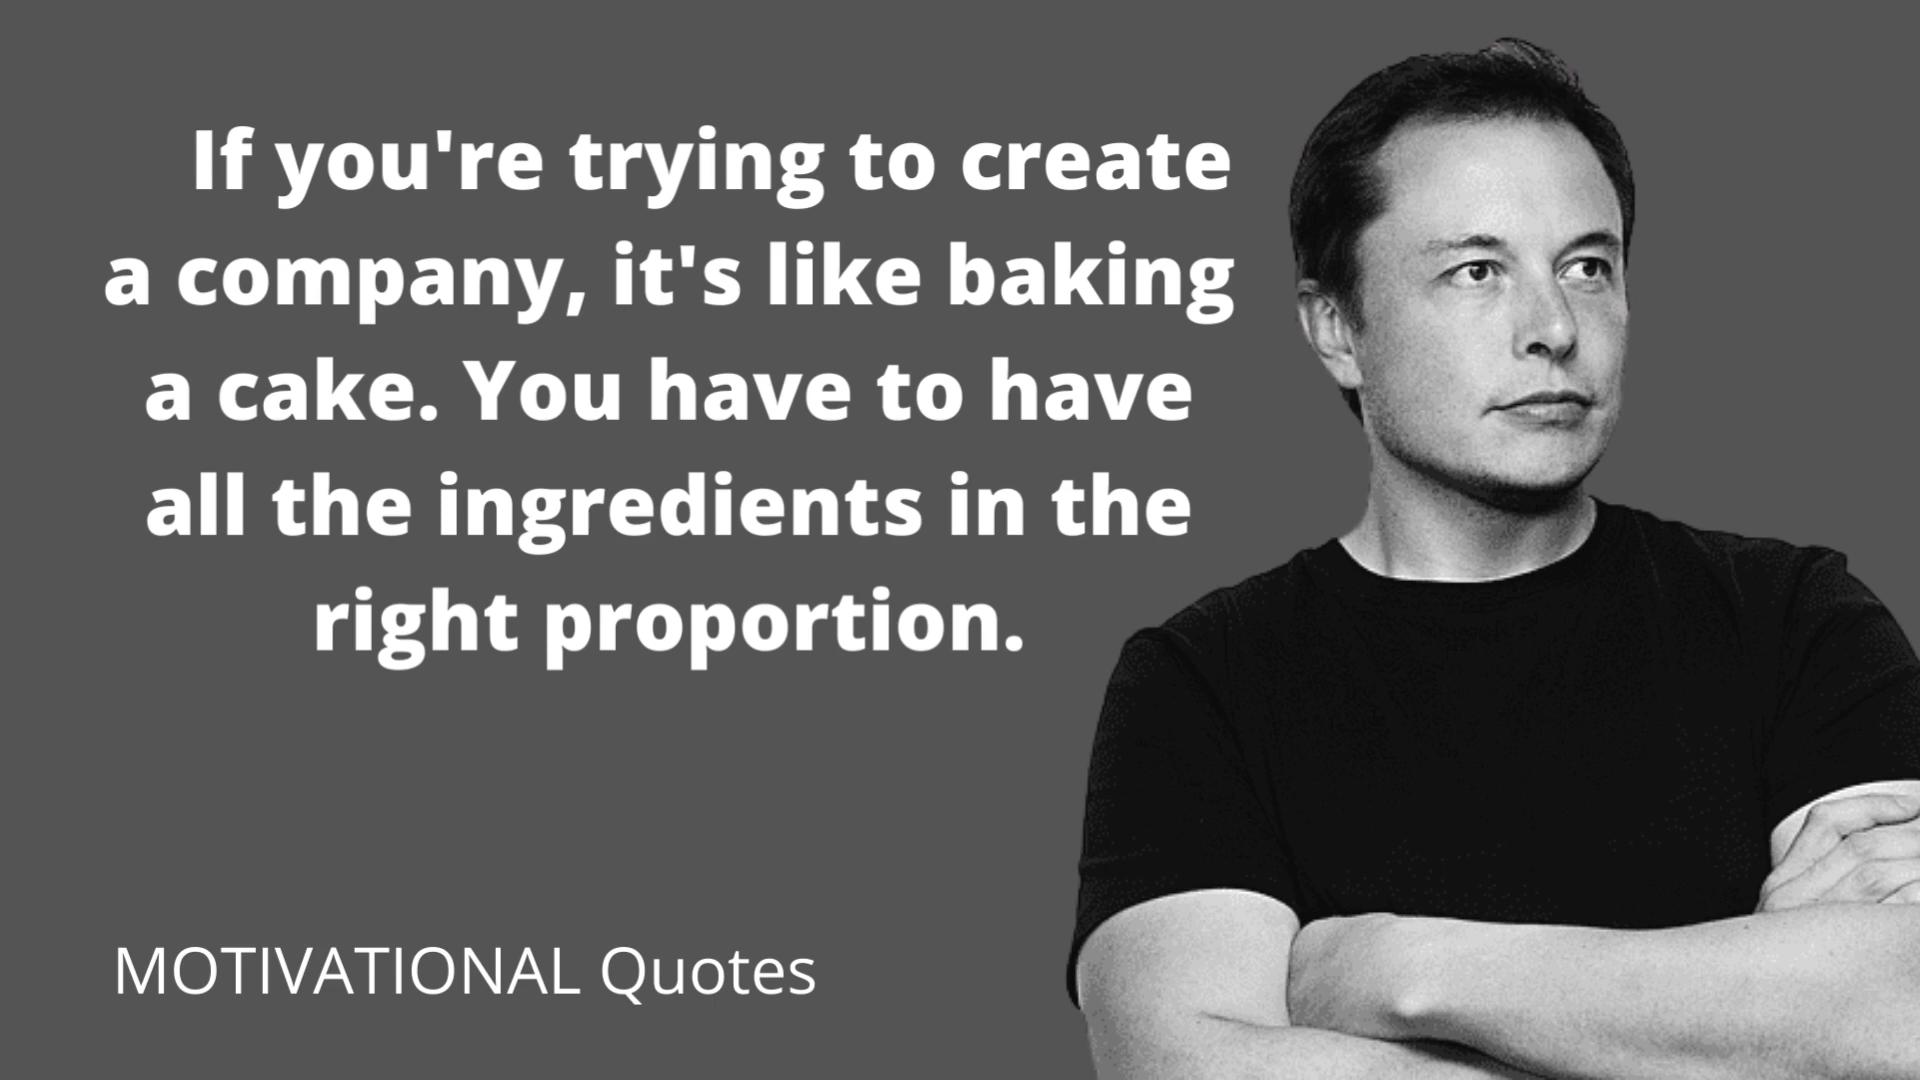 If you're trying to create
a company, it's like baking
a cake. You have to have
all the ingredients in the
right proportion.
MOTIVATIONAL Quotes